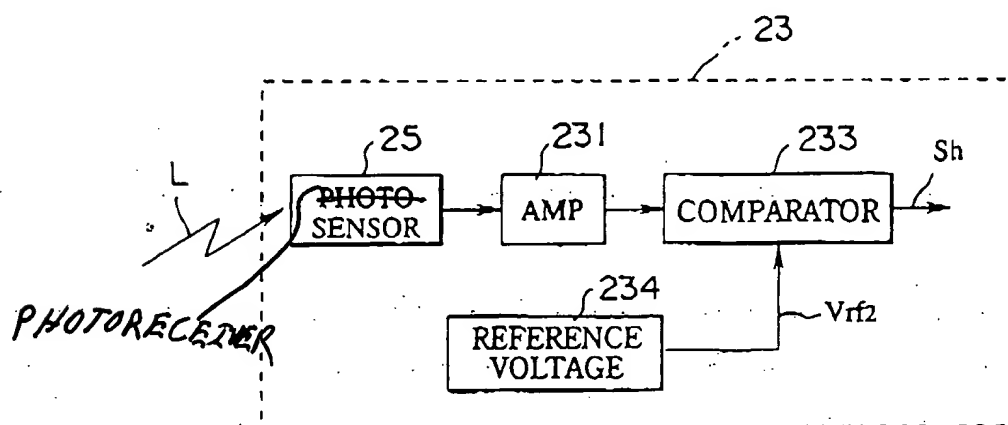 23
25
231
233
Sh
L
PHOTO-
SENSOR
AMP
COMPARATOR
PHOTORECEIVER
234
Vrf2
REFERENCE
VOLTAGE